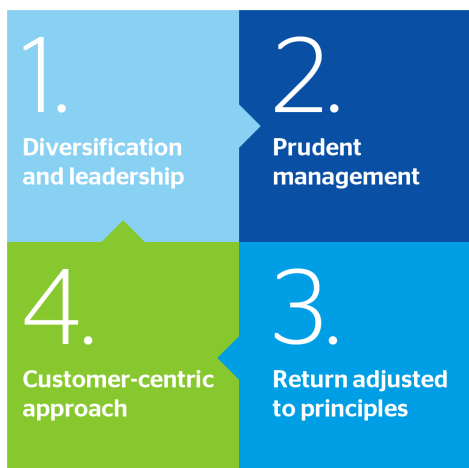 1.
Diversification
and leadership
2.
Prudent
management
3.
Return adjusted
to principles
4.
Customer-centric
approach